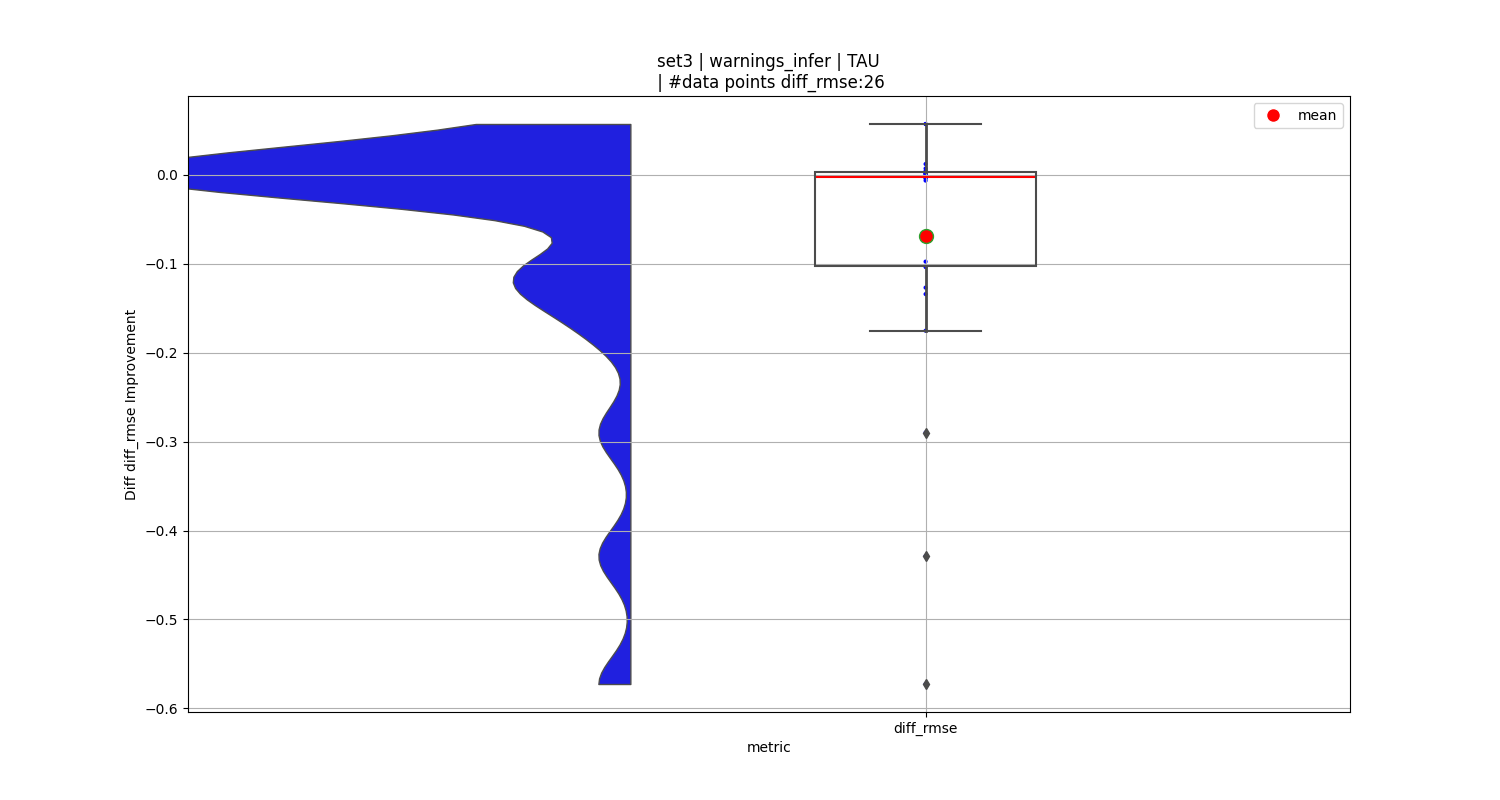 set3 | warnings_infer | TAU
| #data points diff_rmse:26
mean
0.0
−0.1
−0.2
−0.3
−0.4
−0.5
−0.6
Diff diff_rmse Improvement
diff_rmse
metric